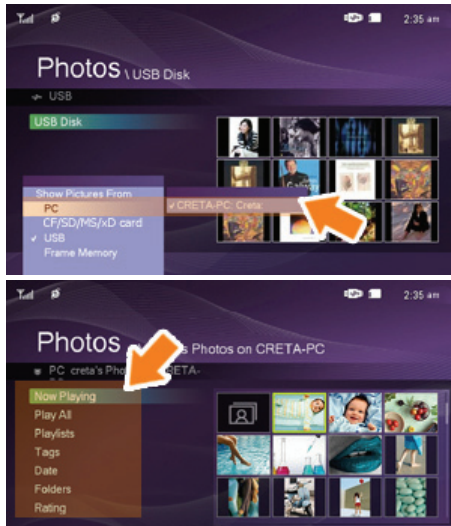 2:35 am
Photos \ USB Disk
USB
USB Disk
Show Pictures From
PC
✓ CRETA-PC: Creta:
CF/SD/MS/xD card
✓ USB
Frame Memory
2:35 am
Photos s Photos on CRETA-PC
PC creta's Pho RETA-
Now Playing
Play All
Playlists
Tags
Date
Folders
Rating